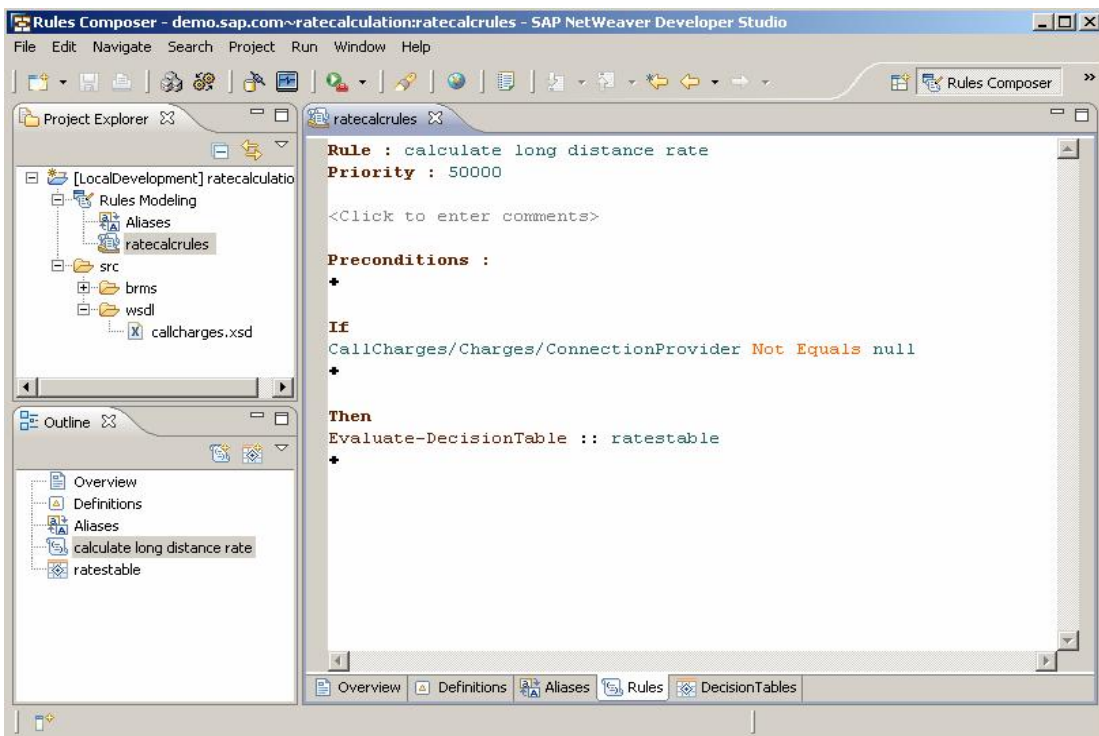 Rules Composer - demo.sap.com~ratecalculation:ratecalcrules - SAP NetWeaver Developer Studio
File Edit Navigate Search Project Run Window Help
Rules Composer »
Project Explorer
[LocalDevelopment] ratecalculatio
Rules Modeling
Aliases
ratecalcrules
src
brms
wsdl
callcharges.xsd
Outline
Overview
Definitions
Aliases
calculate long distance rate
ratestable
ratecalcrules
Rule : calculate long distance rate
Priority : 50000
<Click to enter comments>
Preconditions :
+
If
CallCharges/Charges/ConnectionProvider Not Equals null
+
Then
Evaluate-DecisionTable :: ratestable
+
Overview Definitions Aliases Rules DecisionTables